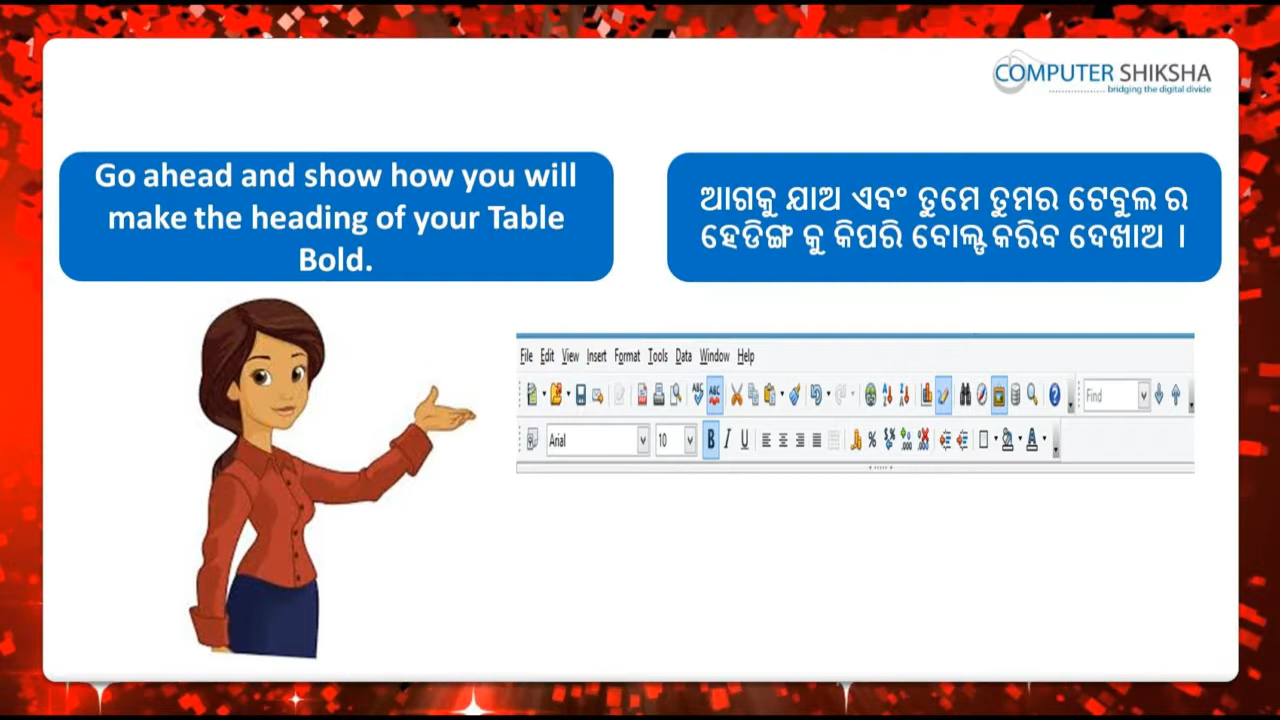 COMPUTER SHIKSHA
bridging the digital divide
Go ahead and show how you will
make the heading of your Table
Bold.
ଆଗକୁ ଯାଅ ଏବଂ ତୁମେ ତୁମର ଟେବୁଲ ର
ହେଡିଙ୍ଗ କୁ କିପରି ବୋଲ୍ଡ କରିବ ଦେଖାଅ ।
File Edit View Insert Format Tools Data Window Help
Find
Arial 10 B I U